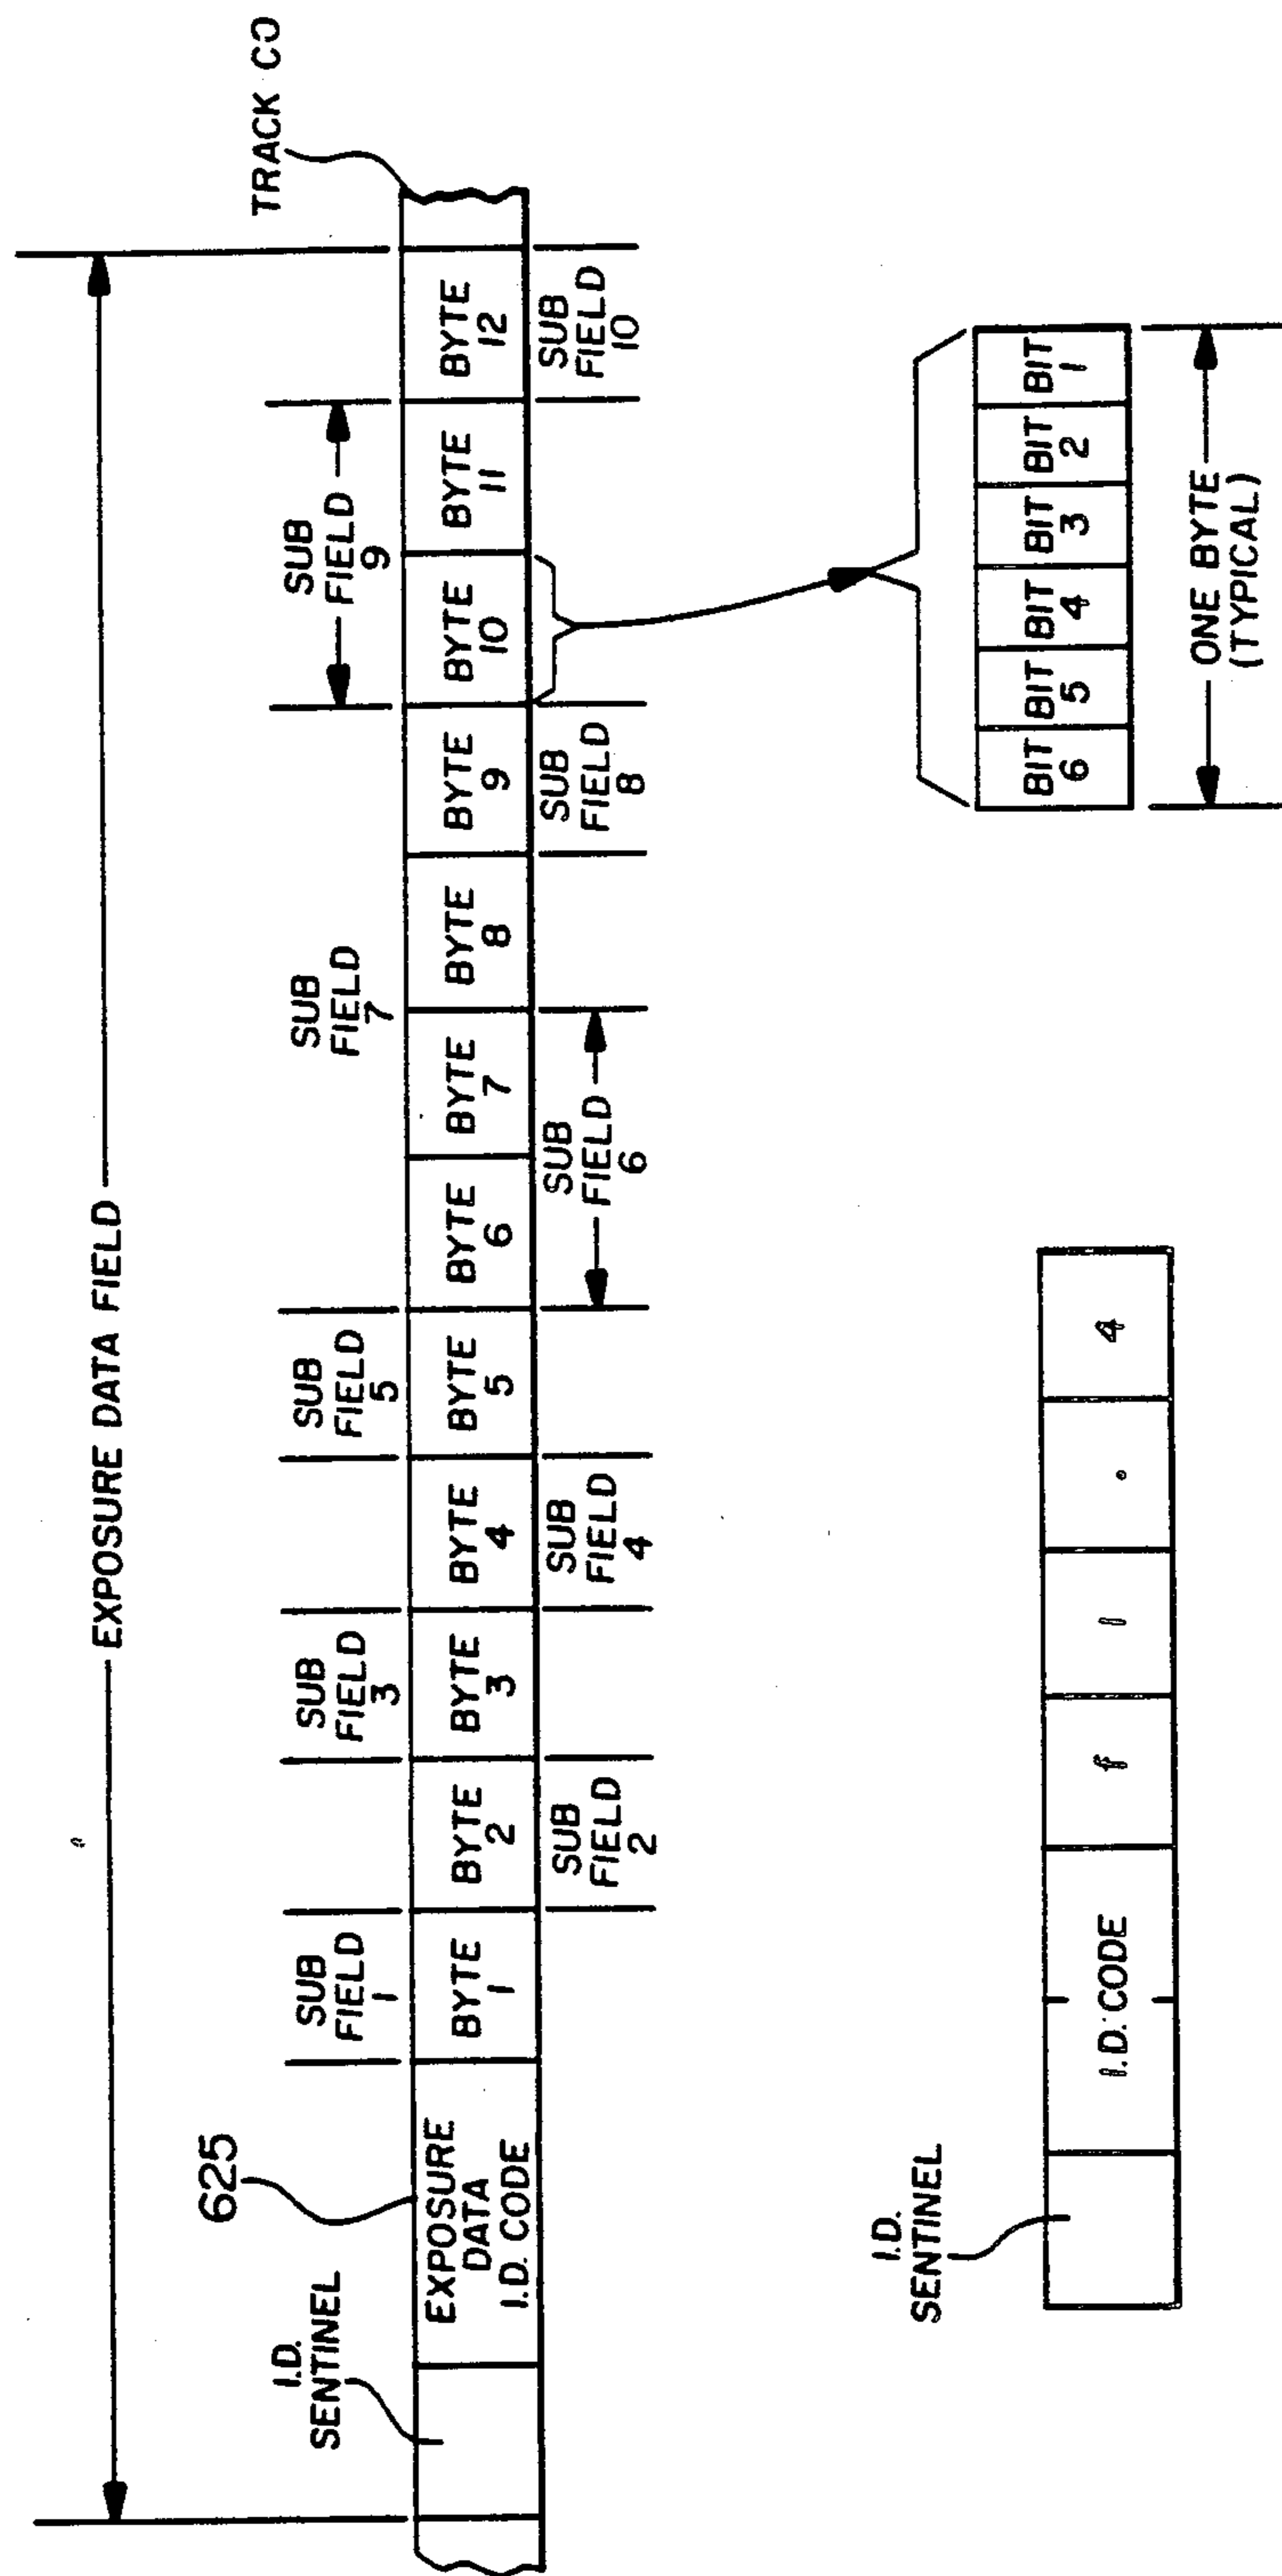 EXPOSURE DATA FIELD
TRACK CO
625
I.D.
SENTINEL
SUB
FIELD
1
SUB
FIELD
3
SUB
FIELD
5
SUB
FIELD
7
SUB
FIELD
9
EXPOSURE
DATA
I.D. CODE
BYTE
1
BYTE
2
BYTE
3
BYTE
4
BYTE
5
BYTE
6
BYTE
7
BYTE
8
BYTE
9
BYTE
10
BYTE
11
BYTE
12
SUB
FIELD
2
SUB
FIELD
4
SUB
FIELD
6
SUB
FIELD
8
SUB
FIELD
10
I.D.
SENTINEL
I.D. CODE
f
1
.
4
BIT
6
BIT
5
BIT
4
BIT
3
BIT
2
BIT
1
ONE BYTE
(TYPICAL)